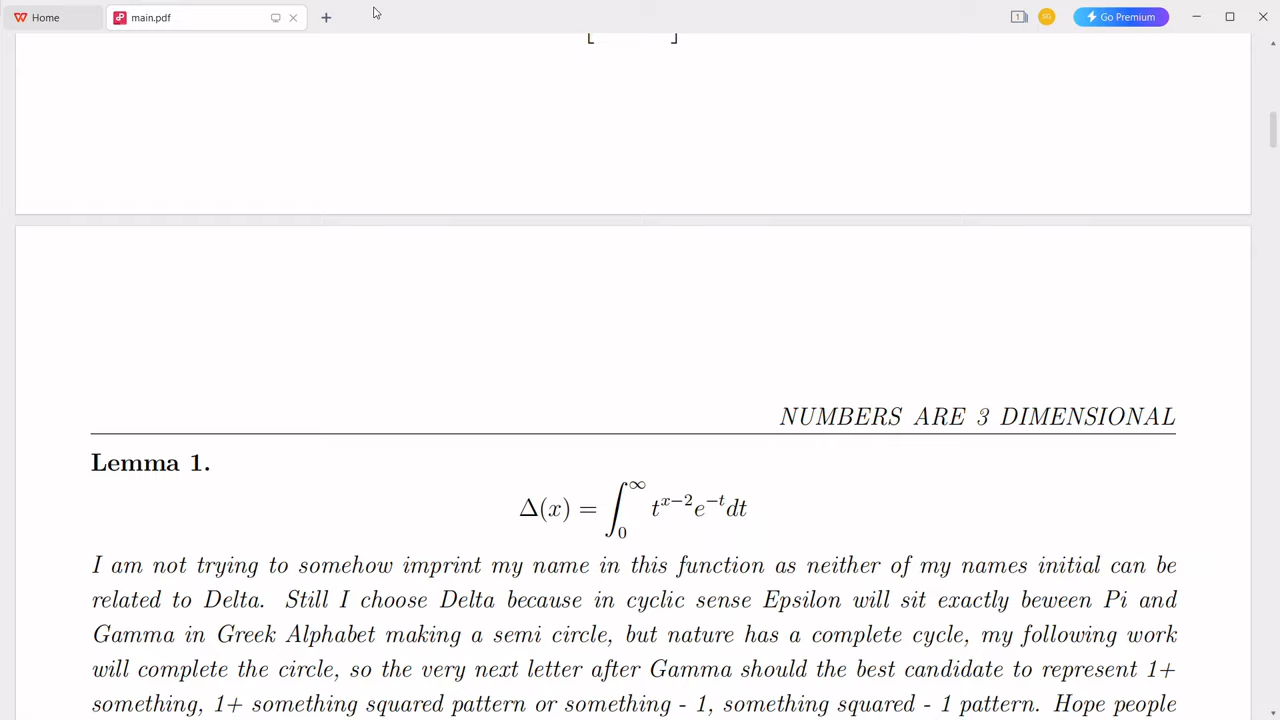 Home
main.pdf
1
SG
Go Premium
[ ]
NUMBERS ARE 3 DIMENSIONAL
Lemma 1.
Δ(x) = ∫₀^∞ t^{x−2}e^{−t}dt
I am not trying to somehow imprint my name in this function as neither of my names initial can be
related to Delta. Still I choose Delta because in cyclic sense Epsilon will sit exactly beween Pi and
Gamma in Greek Alphabet making a semi circle, but nature has a complete cycle, my following work
will complete the circle, so the very next letter after Gamma should the best candidate to represent 1+
something, 1+ something squared pattern or something - 1, something squared - 1 pattern. Hope people